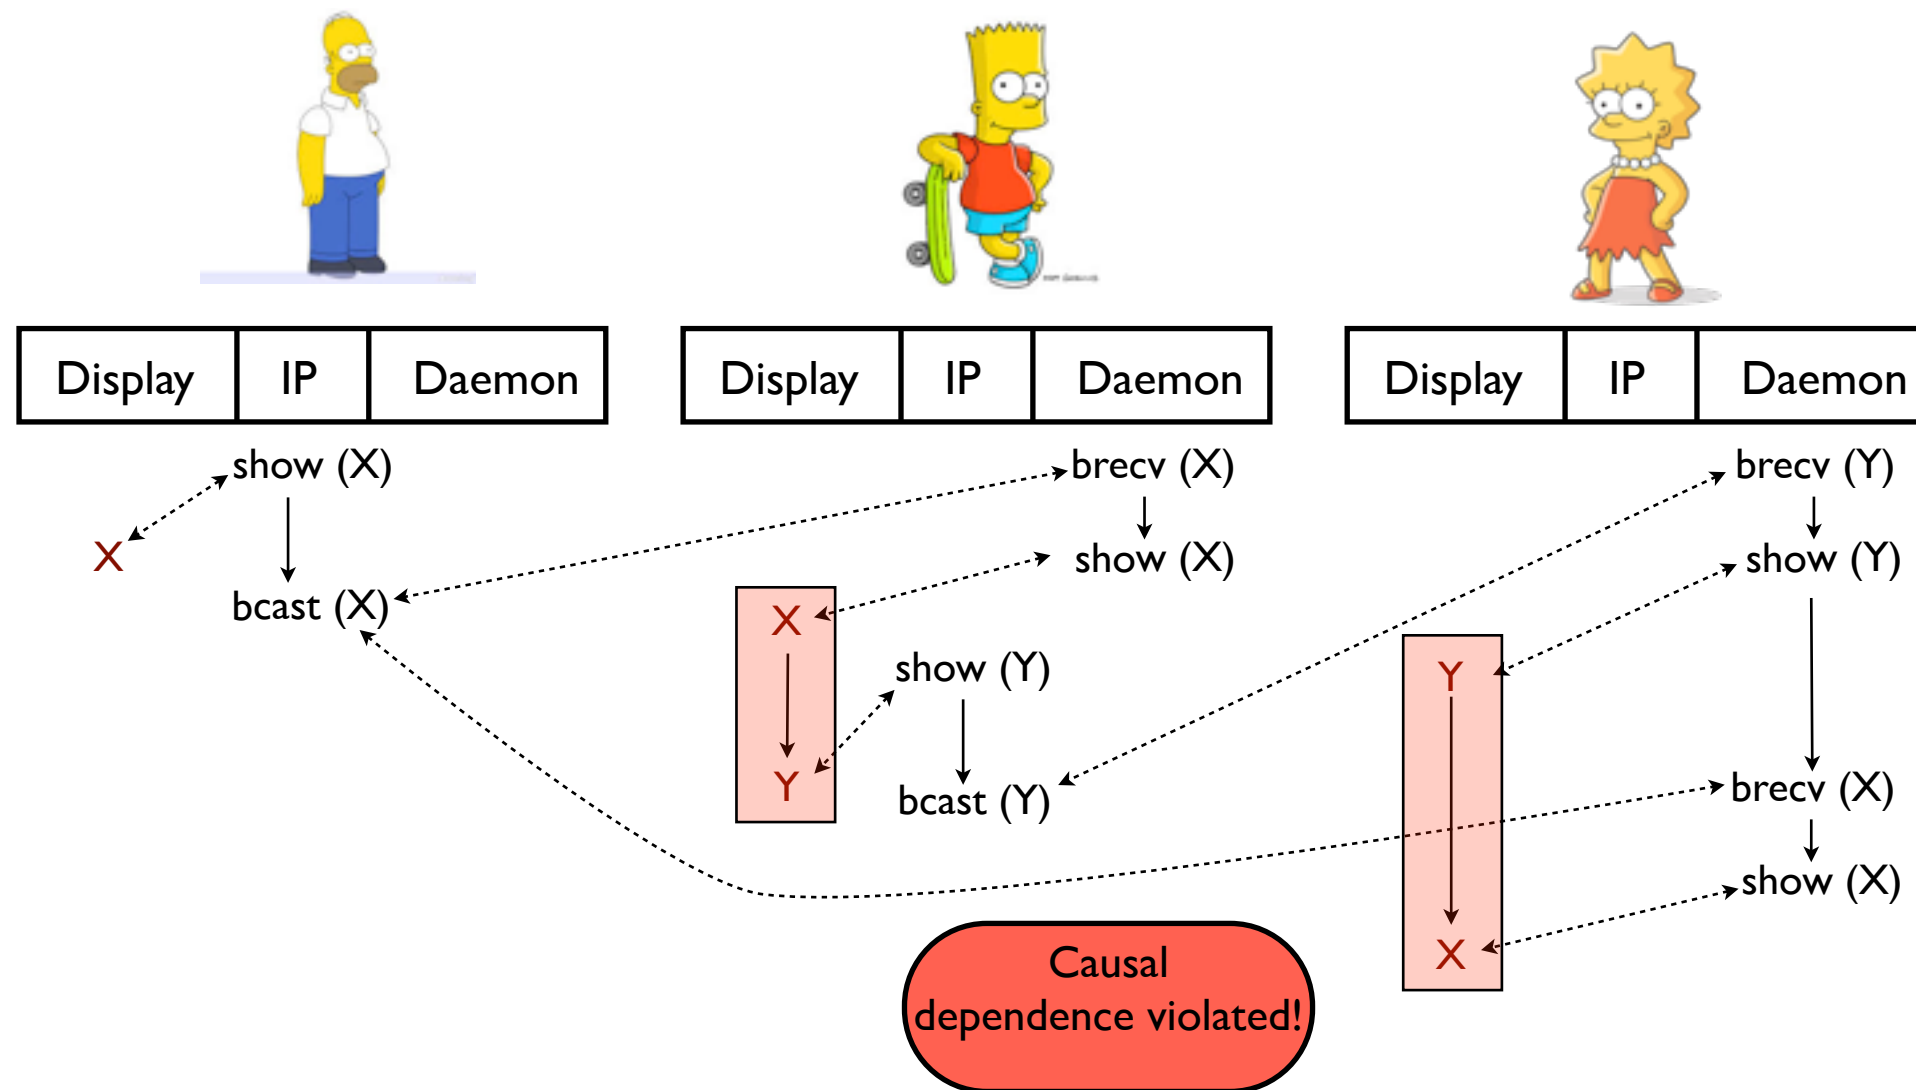 Display IP Daemon
show (X)
X
bcast (X)
Display IP Daemon
brecv (X)
show (X)
X
show (Y)
Y
bcast (Y)
Display IP Daemon
brecv (Y)
show (Y)
Y
brecv (X)
show (X)
X
Causal
dependence violated!